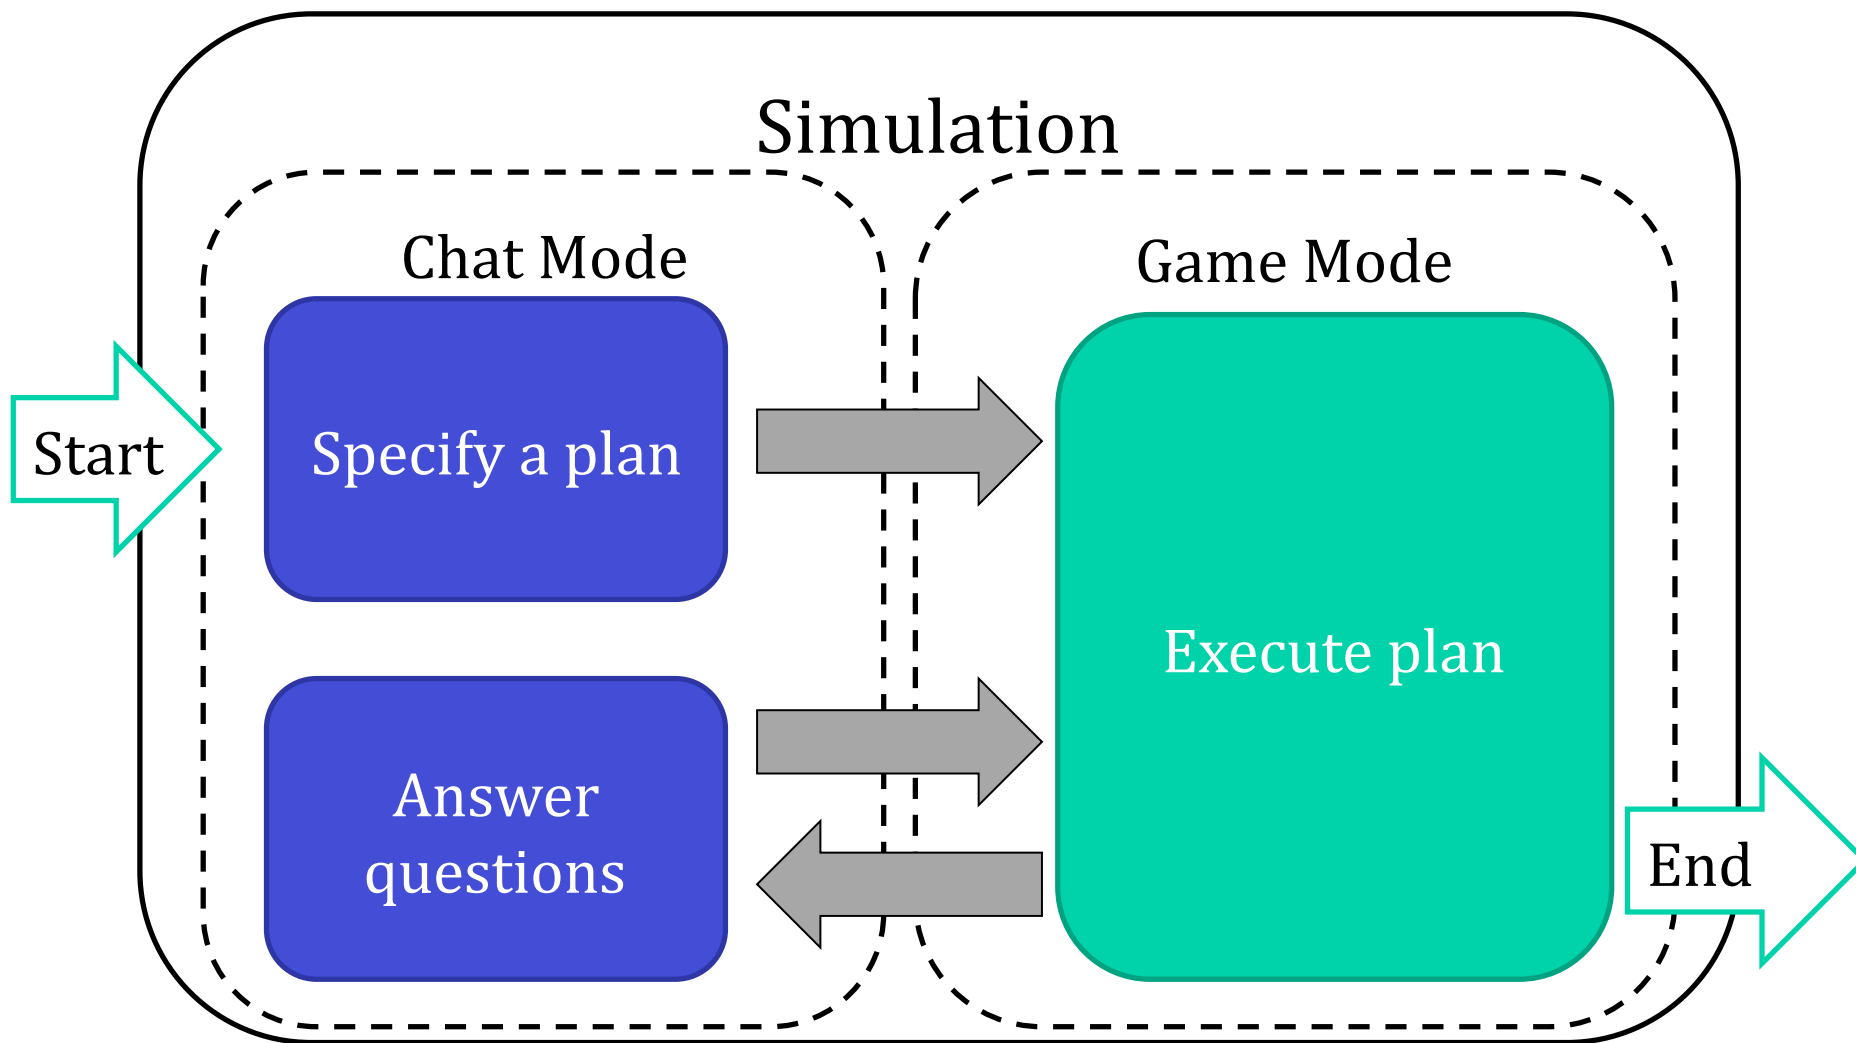 Simulation
Chat Mode
Game Mode
Start
Specify a plan
Execute plan
Answer
questions
End